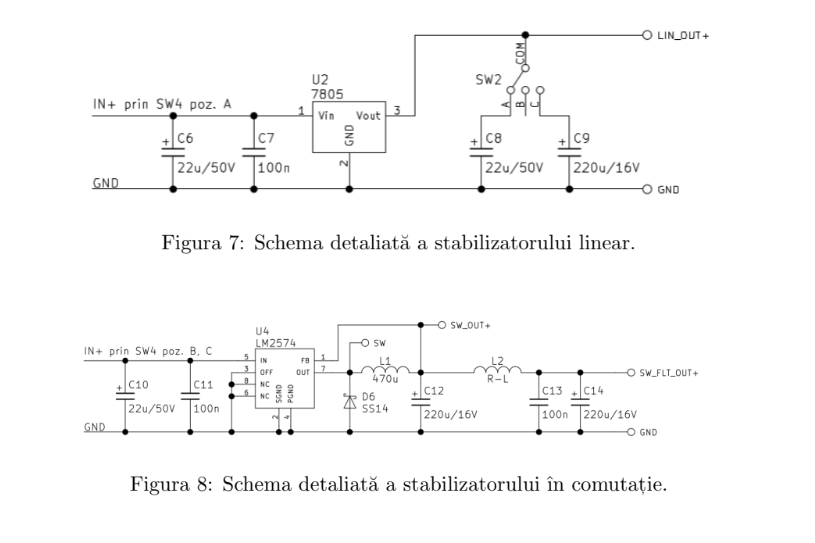 LIN_OUT+
COM
SW2
U2
7805
IN+ prin SW4 poz. A
1
Vin
Vout
3
A
B
C
GND
+
C6
C7
+
C8
+
C9
2
22u/50V
100n
22u/50V
220u/16V
GND
GND
Figura 7: Schema detaliată a stabilizatorului linear.
U4
SW_OUT+
LM2574
SW
IN+ prin SW4 poz. B, C
5
IN
FB
1
L1
L2
3
OFF
OUT
7
470u
R-L
SW_FLT_OUT+
8
NC
6
NC
SGND
PGND
+
C10
C11
D6
SS14
+
C12
C13
+
C14
22u/50V
100n
2
4
220u/16V
100n
220u/16V
GND
GND
Figura 8: Schema detaliată a stabilizatorului în comutație.